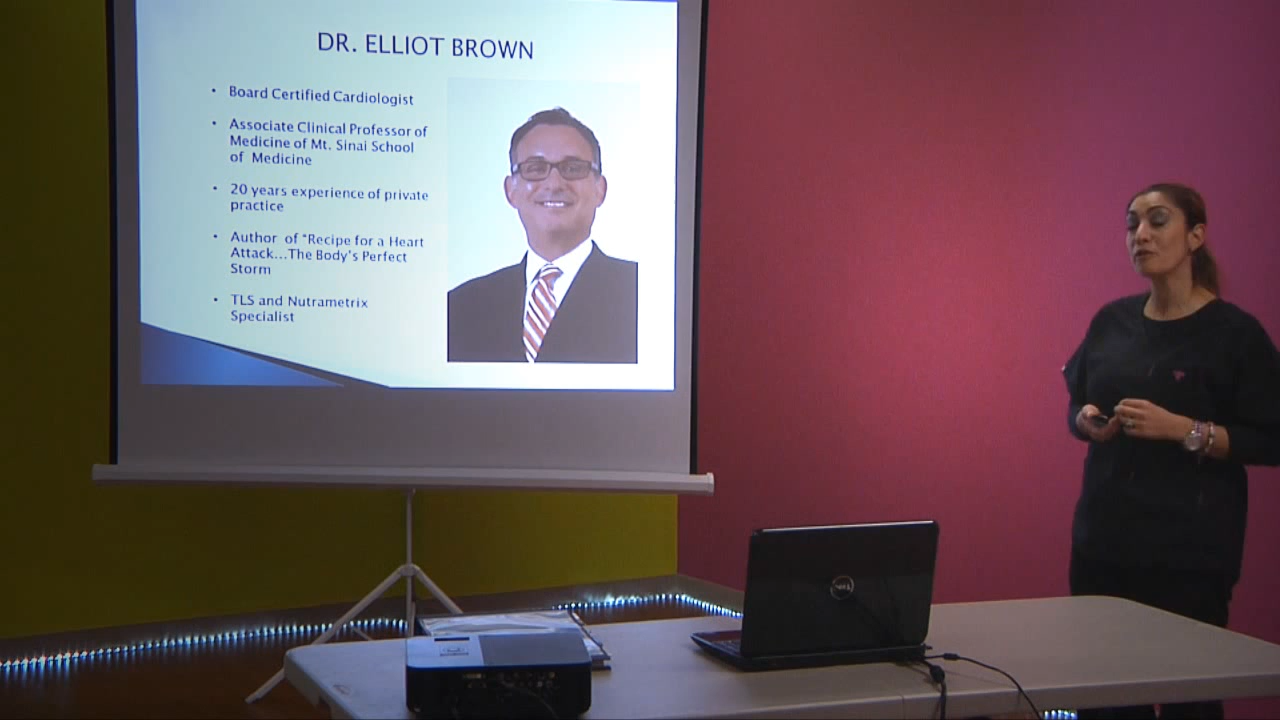 DR. ELLIOT BROWN
• Board Certified Cardiologist
• Associate Clinical Professor of
Medicine of Mt. Sinai School
of Medicine
• 20 years experience of private
practice
• Author of "Recipe for a Heart
Attack...The Body's Perfect
Storm
• TLS and Nutrametrix
Specialist
DELL